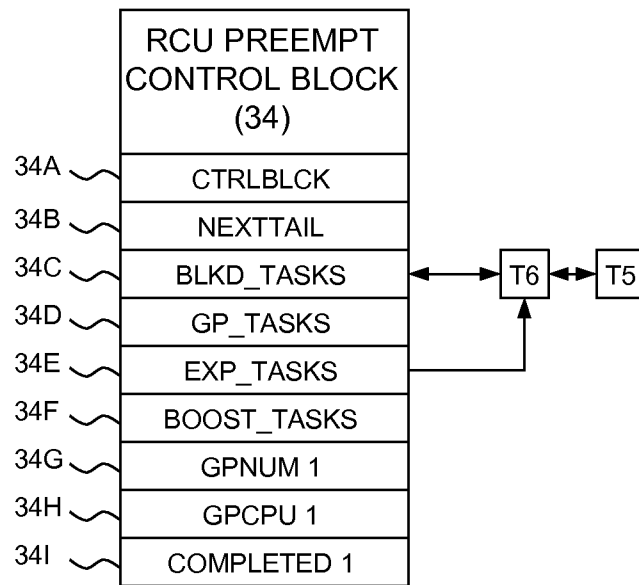 RCU PREEMPT
CONTROL BLOCK
(34)
34A CTRLBLCK
34B NEXTTAIL
34C BLKD_TASKS T6 T5
34D GP_TASKS
34E EXP_TASKS
34F BOOST_TASKS
34G GPNUM 1
34H GPCPU 1
34I COMPLETED 1